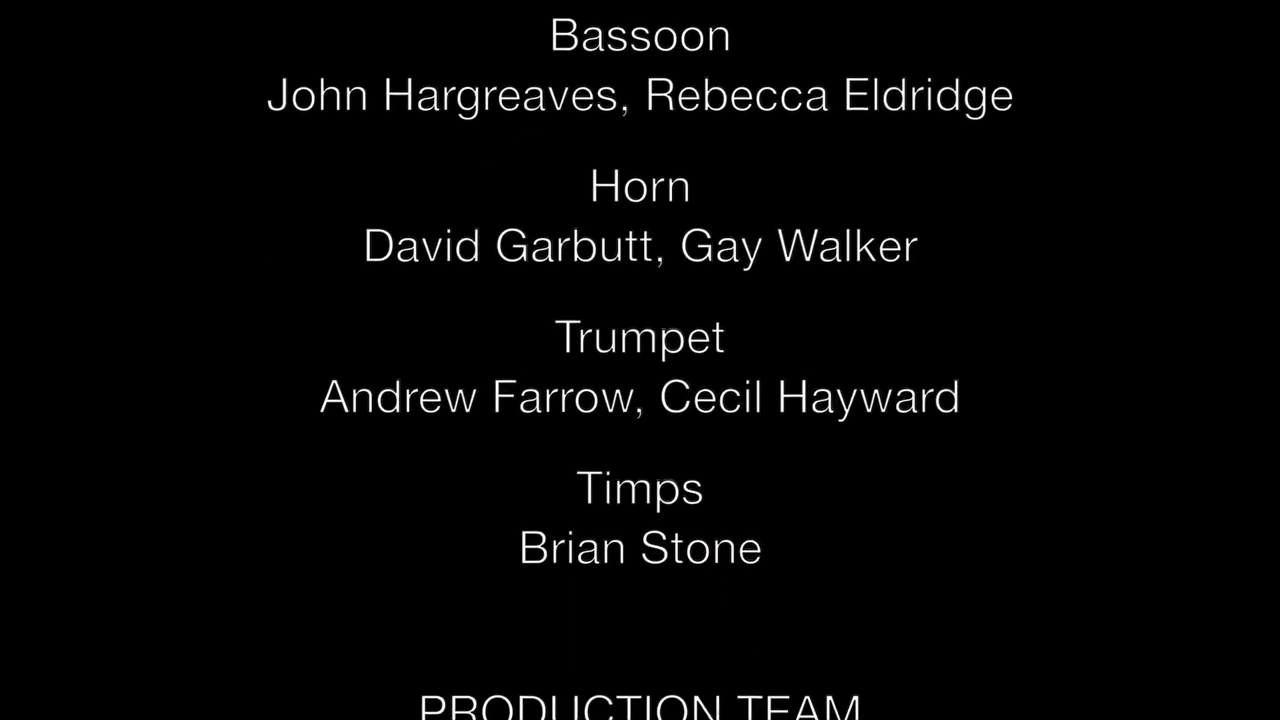 Bassoon
John Hargreaves, Rebecca Eldridge
Horn
David Garbutt, Gay Walker
Trumpet
Andrew Farrow, Cecil Hayward
Timps
Brian Stone
PRODUCTION TEAM